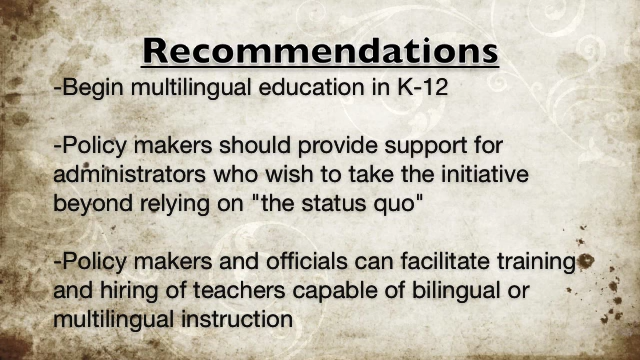 Recommendations
-Begin multilingual education in K-12
-Policy makers should provide support for
administrators who wish to take the initiative
beyond relying on "the status quo"
-Policy makers and officials can facilitate training
and hiring of teachers capable of bilingual or
multilingual instruction